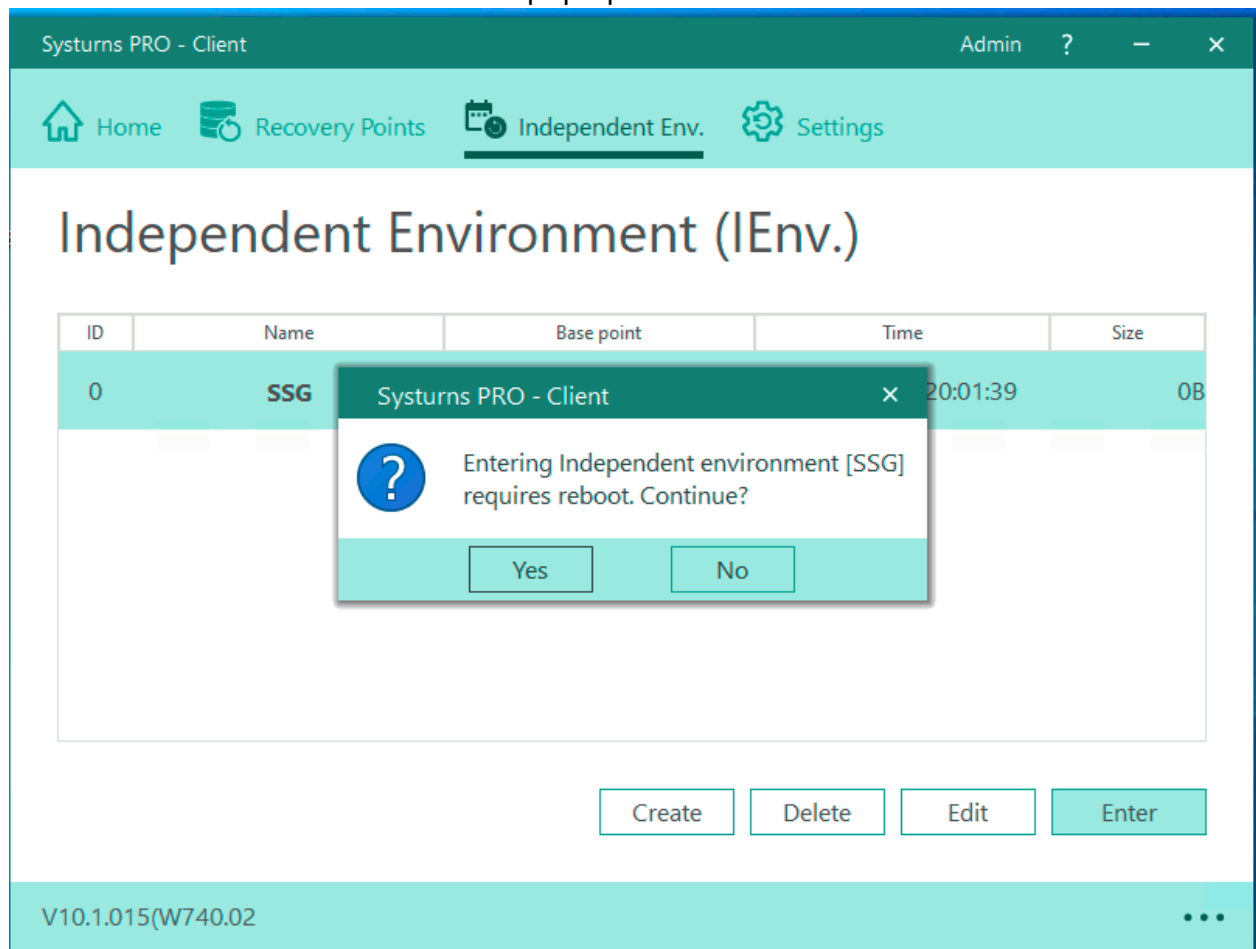 Systurns PRO - Client Admin ?
Home Recovery Points Independent Env. Settings
Independent Environment (IEnv.)
ID Name Base point Time Size
0 SSG 20:01:39 0B
Systurns PRO - Client
Entering Independent environment [SSG]
requires reboot. Continue?
Yes No
Create Delete Edit Enter
V10.1.015(W740.02